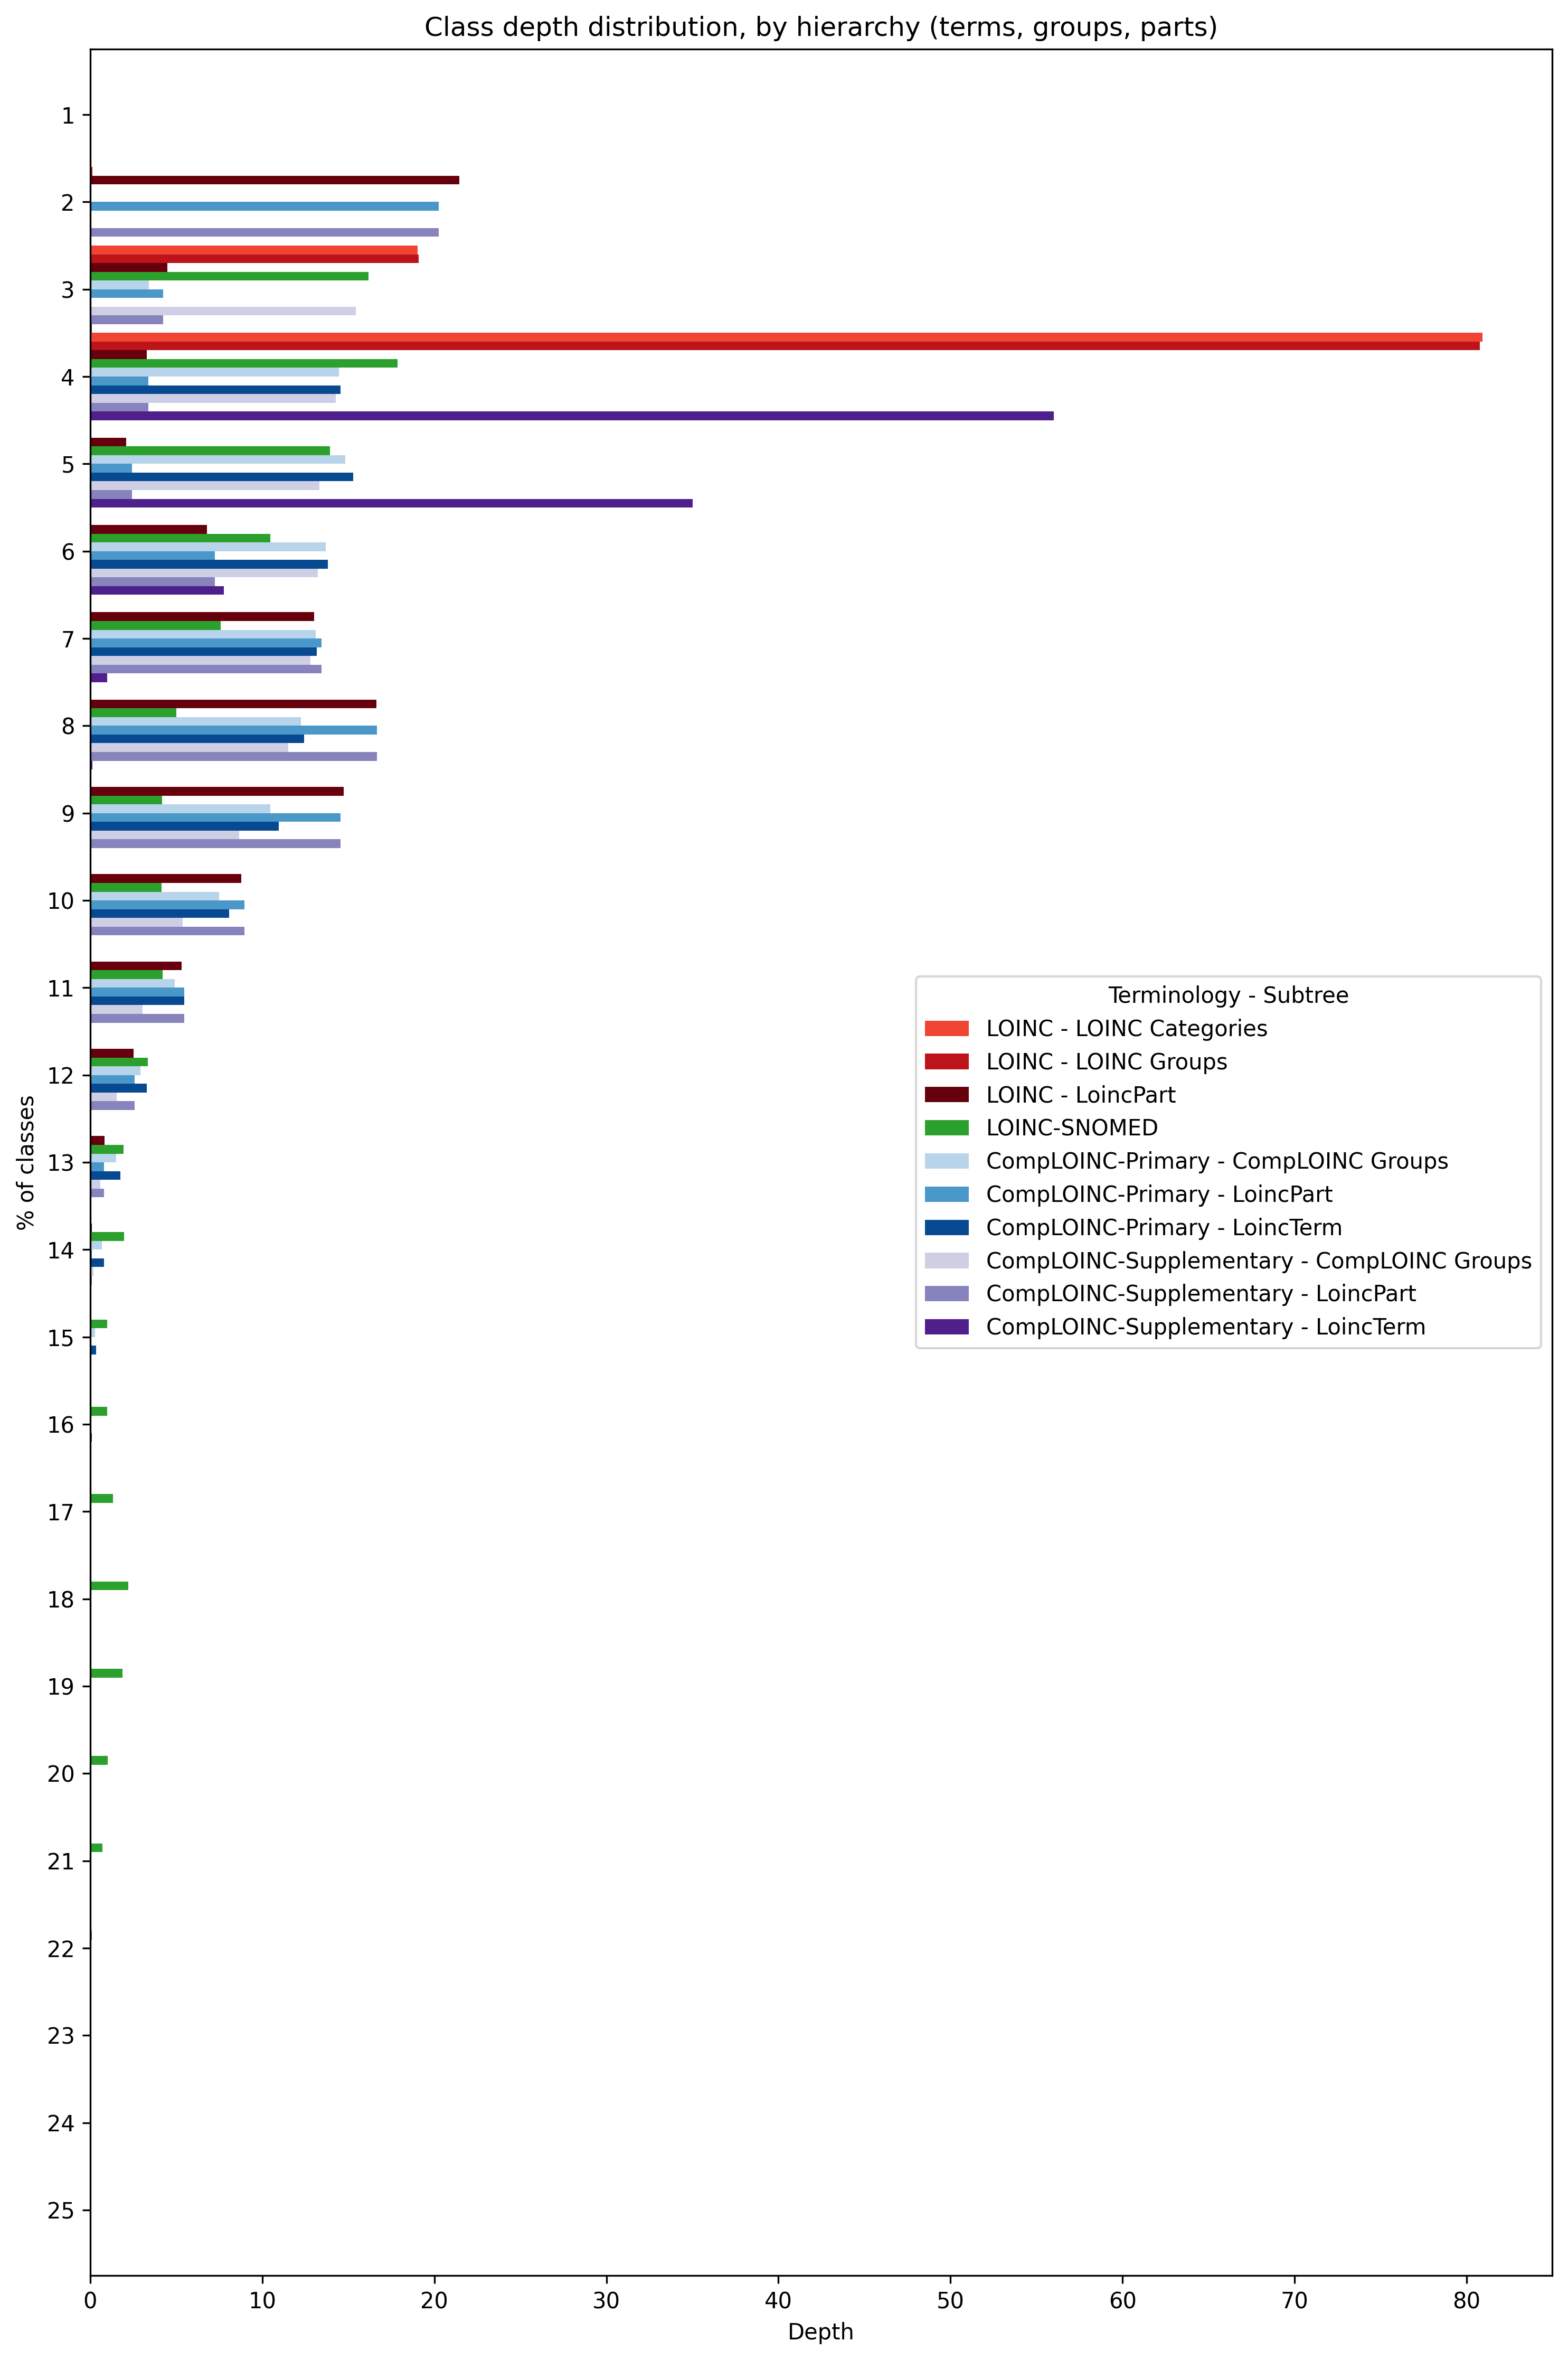 Class depth distribution, by hierarchy (terms, groups, parts)
1
2
3
4
5
6
7
8
9
10
11
12
13
14
15
16
17
18
19
20
21
22
23
24
25
% of classes
Terminology - Subtree
LOINC - LOINC Categories
LOINC - LOINC Groups
LOINC - LoincPart
LOINC-SNOMED
CompLOINC-Primary - CompLOINC Groups
CompLOINC-Primary - LoincPart
CompLOINC-Primary - LoincTerm
CompLOINC-Supplementary - CompLOINC Groups
CompLOINC-Supplementary - LoincPart
CompLOINC-Supplementary - LoincTerm
0 10 20 30 40 50 60 70 80
Depth